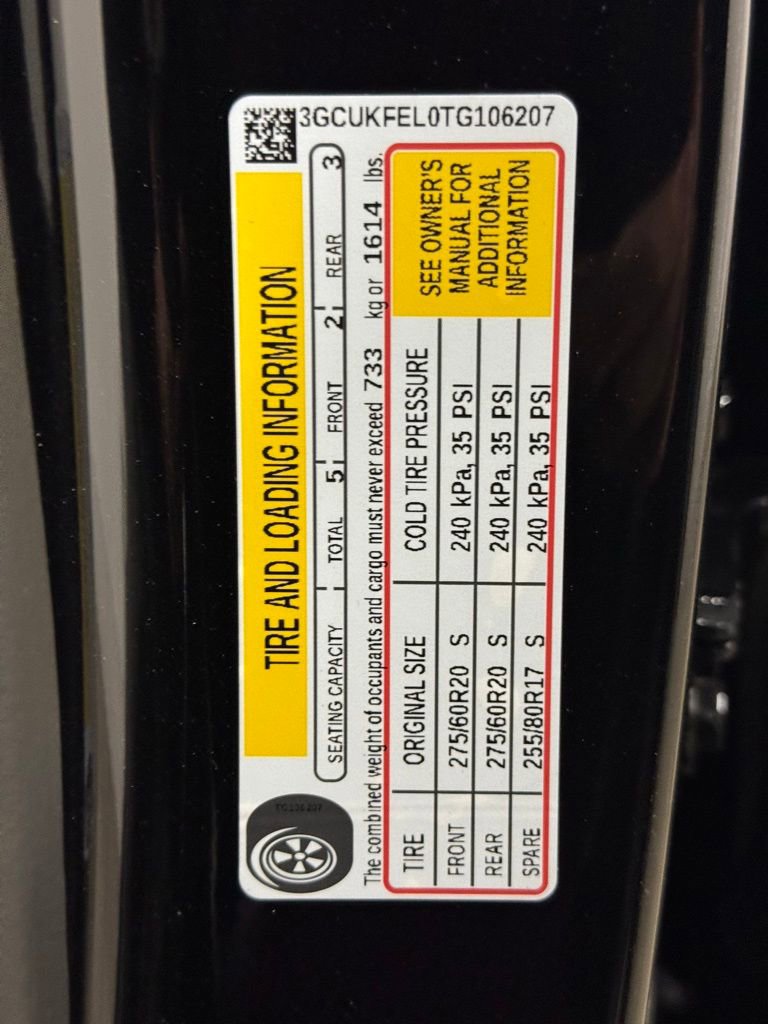 3GCUKFEL0TG106207
TIRE AND LOADING INFORMATION
SEATING CAPACITY TOTAL 5 FRONT 2 REAR 3
The combined weight of occupants and cargo must never exceed 733 kg or 1614 lbs.
TIRE ORIGINAL SIZE COLD TIRE PRESSURE
FRONT 275/60R20 S 240 kPa, 35 PSI
REAR 275/60R20 S 240 kPa, 35 PSI
SPARE 255/80R17 S 240 kPa, 35 PSI
SEE OWNER'S
MANUAL FOR
ADDITIONAL
INFORMATION
TG106207